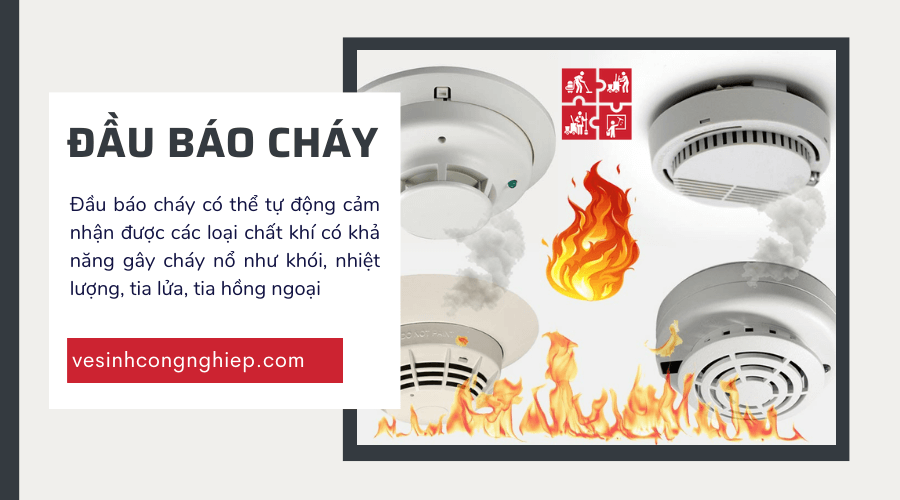 ĐẦU BÁO CHÁY
Đầu báo cháy có thể tự động cảm
nhận được các loại chất khí có khả
năng gây cháy nổ như khói, nhiệt
lượng, tia lửa, tia hồng ngoại
vesinhcongnghiep.com